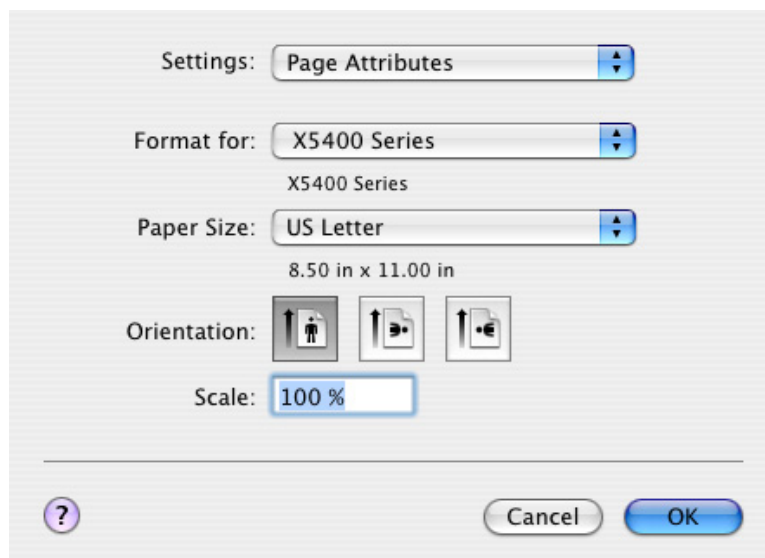 Settings: Page Attributes
Format for: X5400 Series
X5400 Series
Paper Size: US Letter
8.50 in x 11.00 in
Orientation:
Scale: 100 %
? Cancel OK